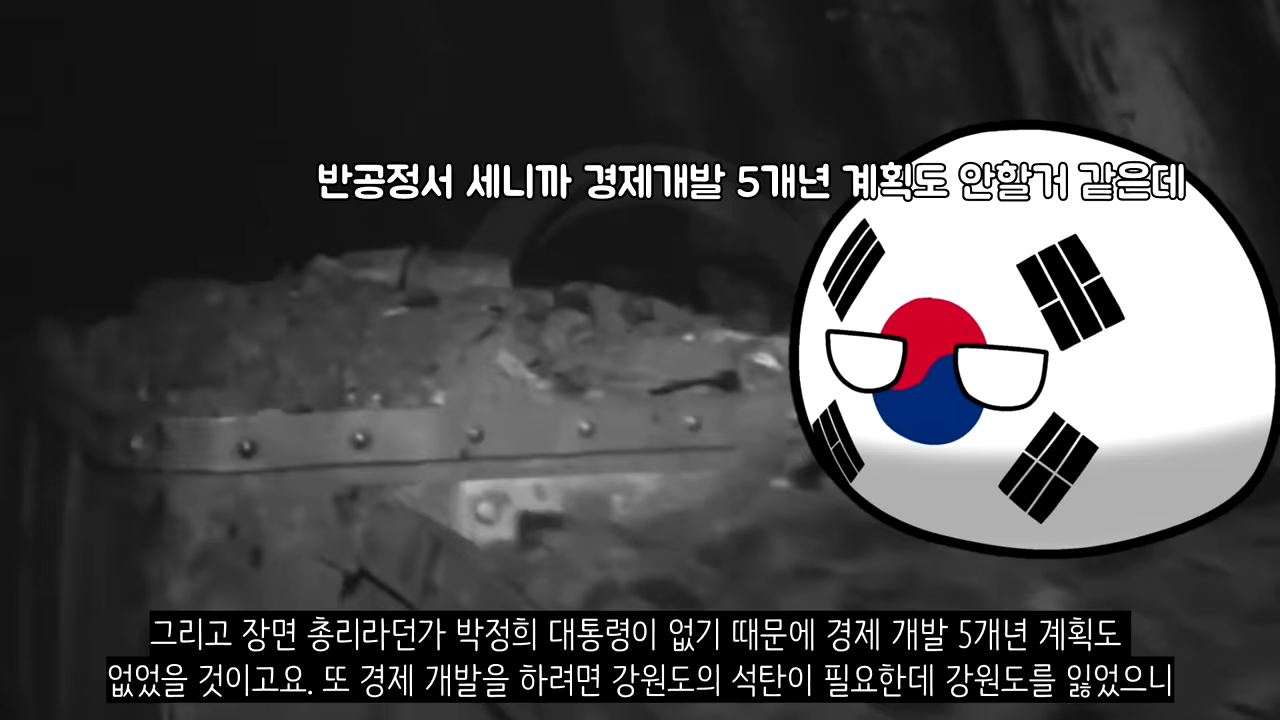 반공정서 세니까 경제개발 5개년 계획도 안할거 같은데
그리고 장면 총리라던가 박정희 대통령이 없기 때문에 경제 개발 5개년 계획도
없었을 것이고요. 또 경제 개발을 하려면 강원도의 석탄이 필요한데 강원도를 잃었으니